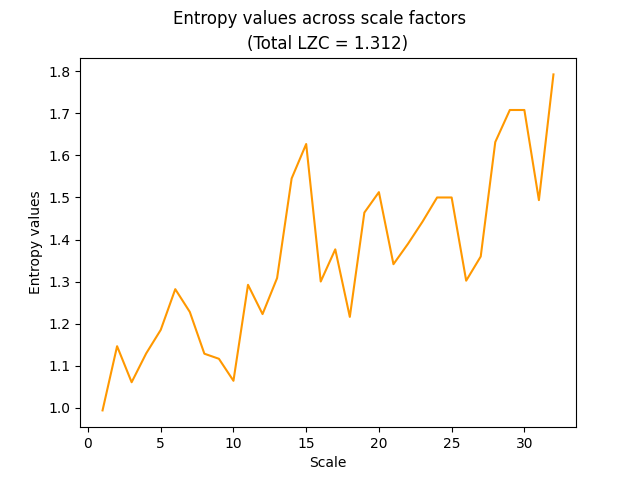 Entropy values across scale factors
(Total LZC = 1.312)
1.8
1.7
1.6
1.5
1.4
1.3
1.2
1.1
1.0
Entropy values
0 5 10 15 20 25 30
Scale